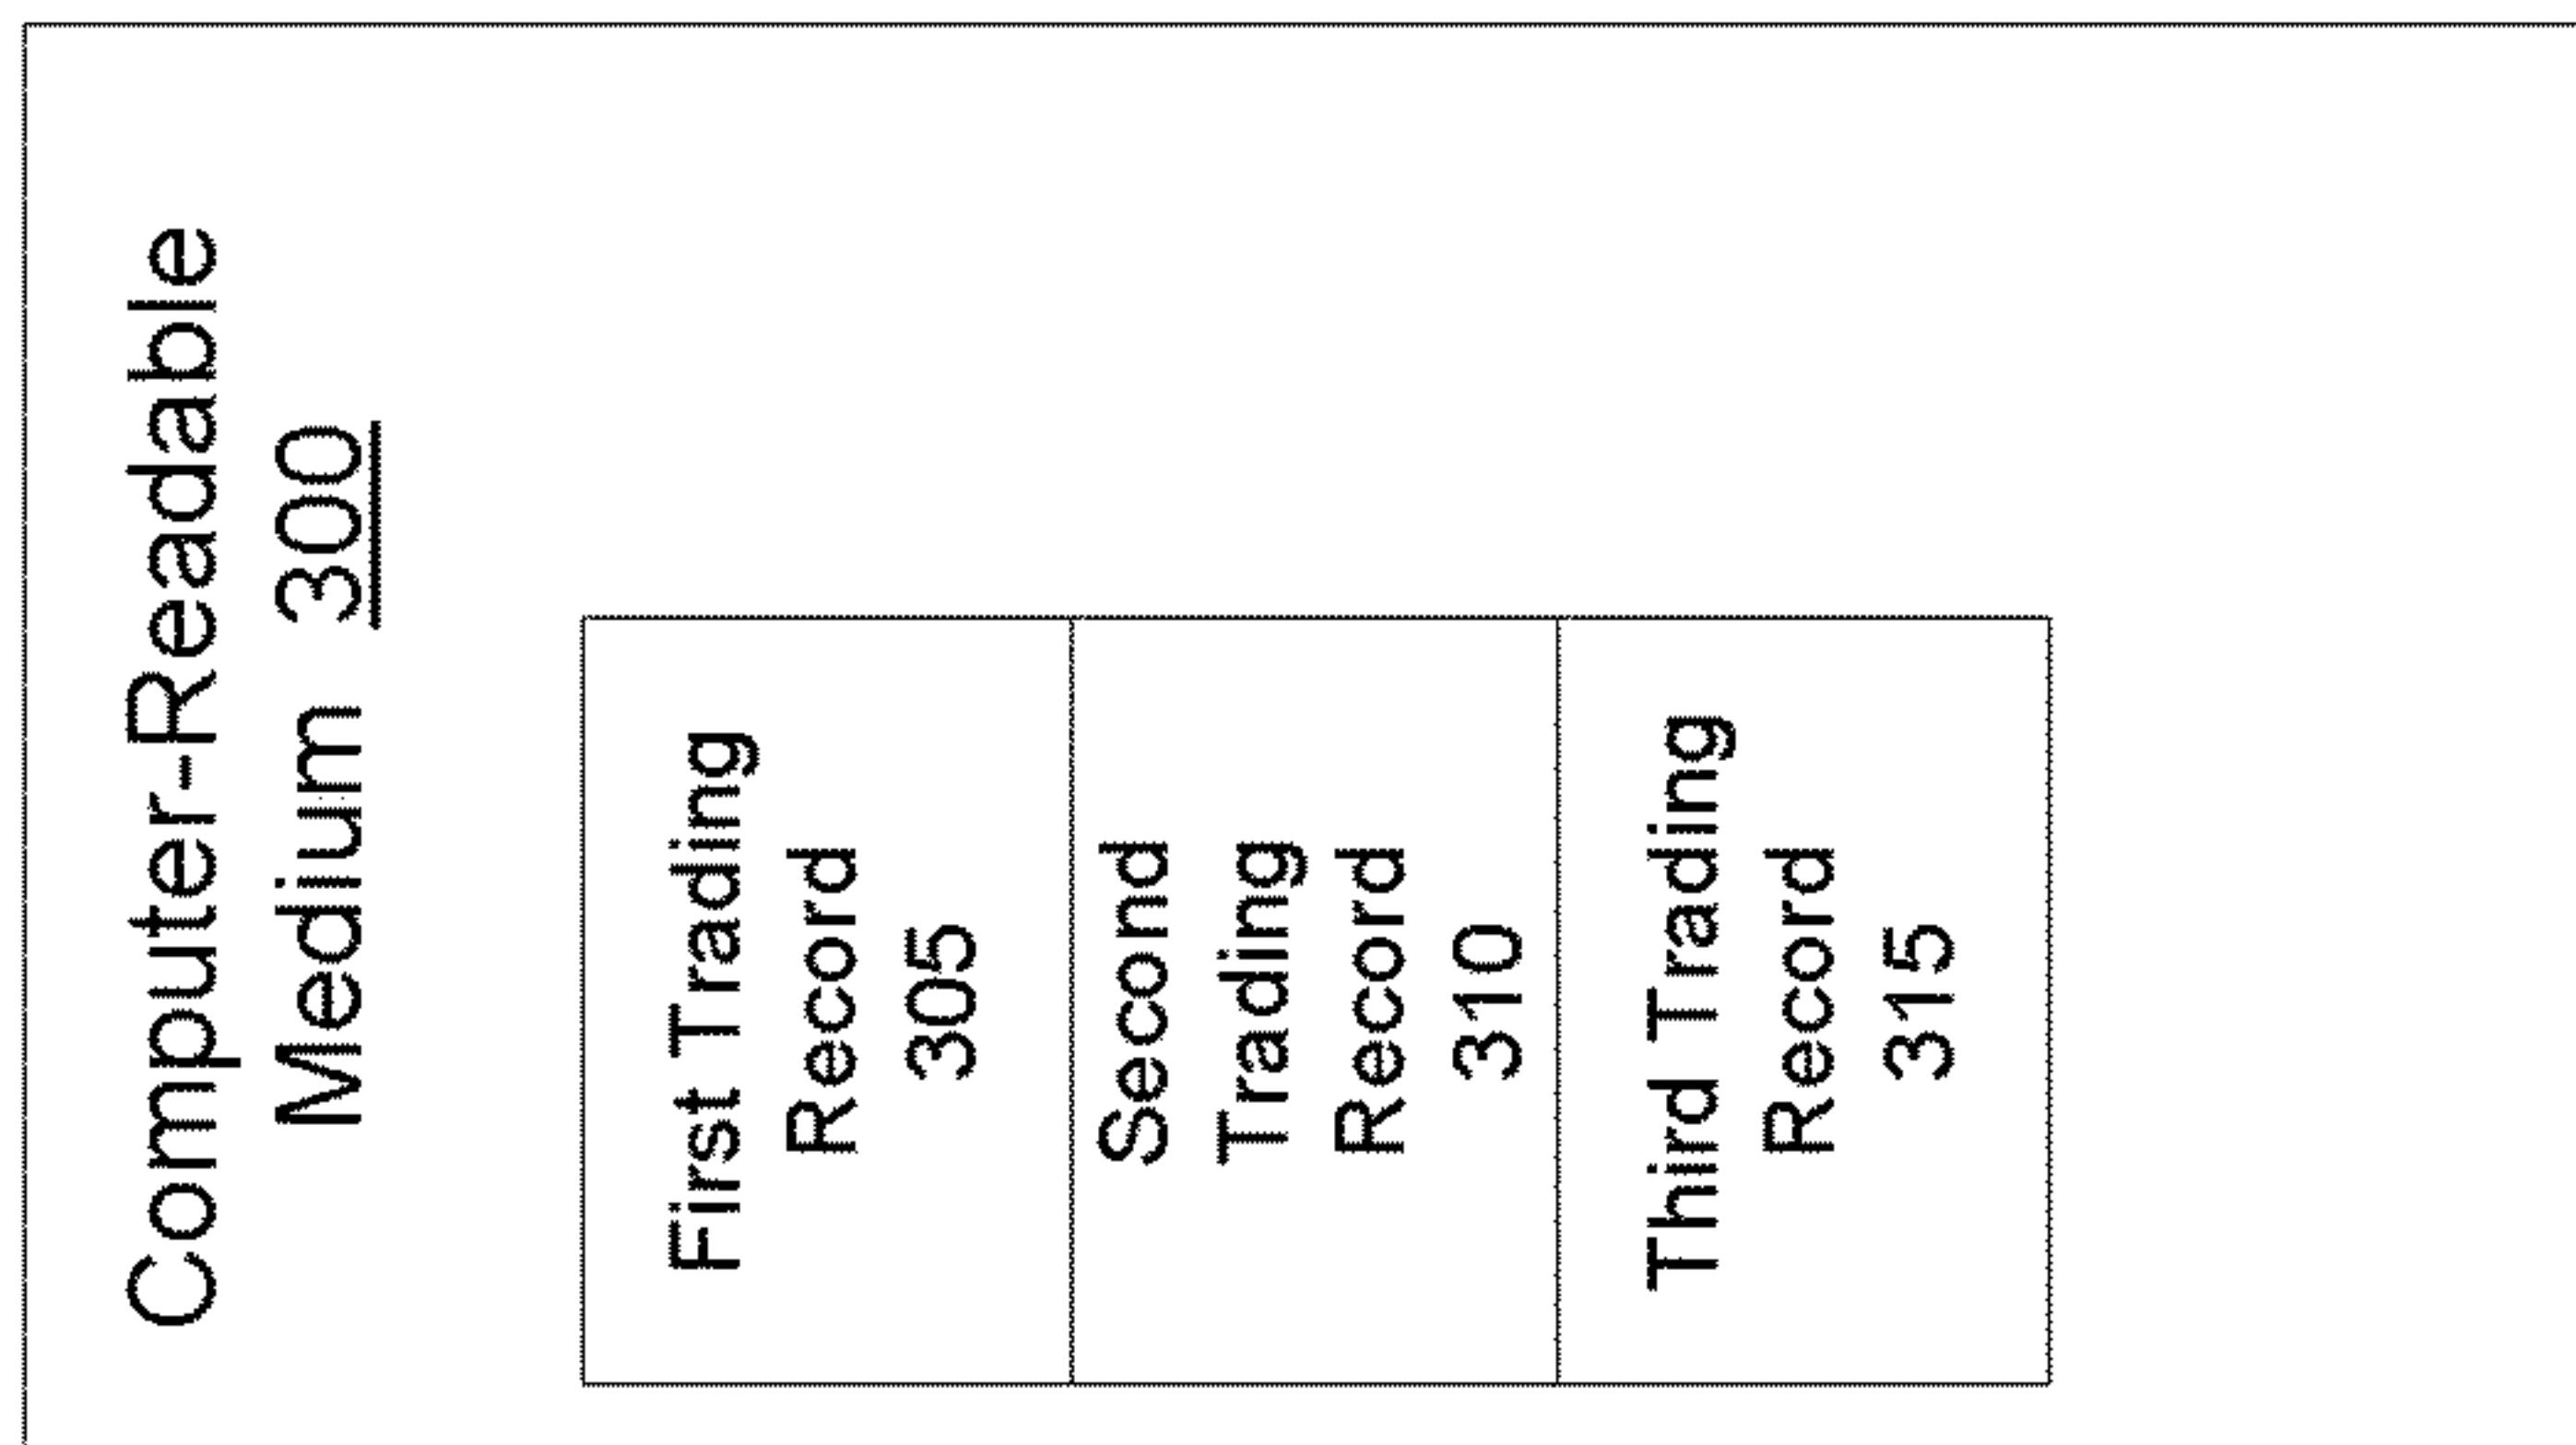 Computer-Readable
Medium 300
First Trading
Record
305
Second
Trading
Record
310
Third Trading
Record
315